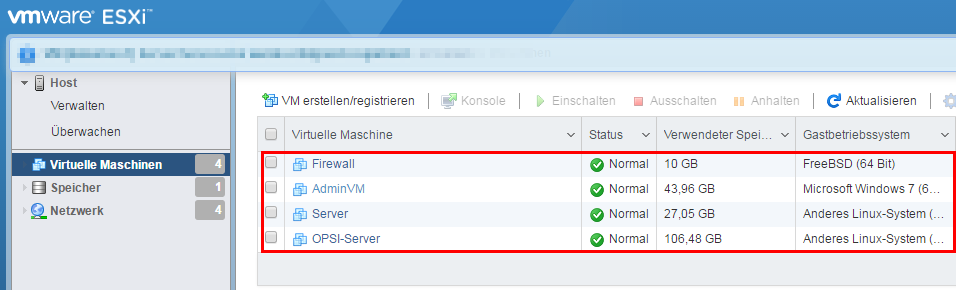 vmware ESXi™
Host
Verwalten
Überwachen
Virtuelle Maschinen 4
Speicher 1
Netzwerk 4
VM erstellen/registrieren Konsole Einschalten Ausschalten Anhalten Aktualisieren
Virtuelle Maschine Status Verwendeter Spei... Gastbetriebssystem
Firewall Normal 10 GB FreeBSD (64 Bit)
AdminVM Normal 43,96 GB Microsoft Windows 7 (6...
Server Normal 27,05 GB Anderes Linux-System (...
OPSI-Server Normal 106,48 GB Anderes Linux-System (...